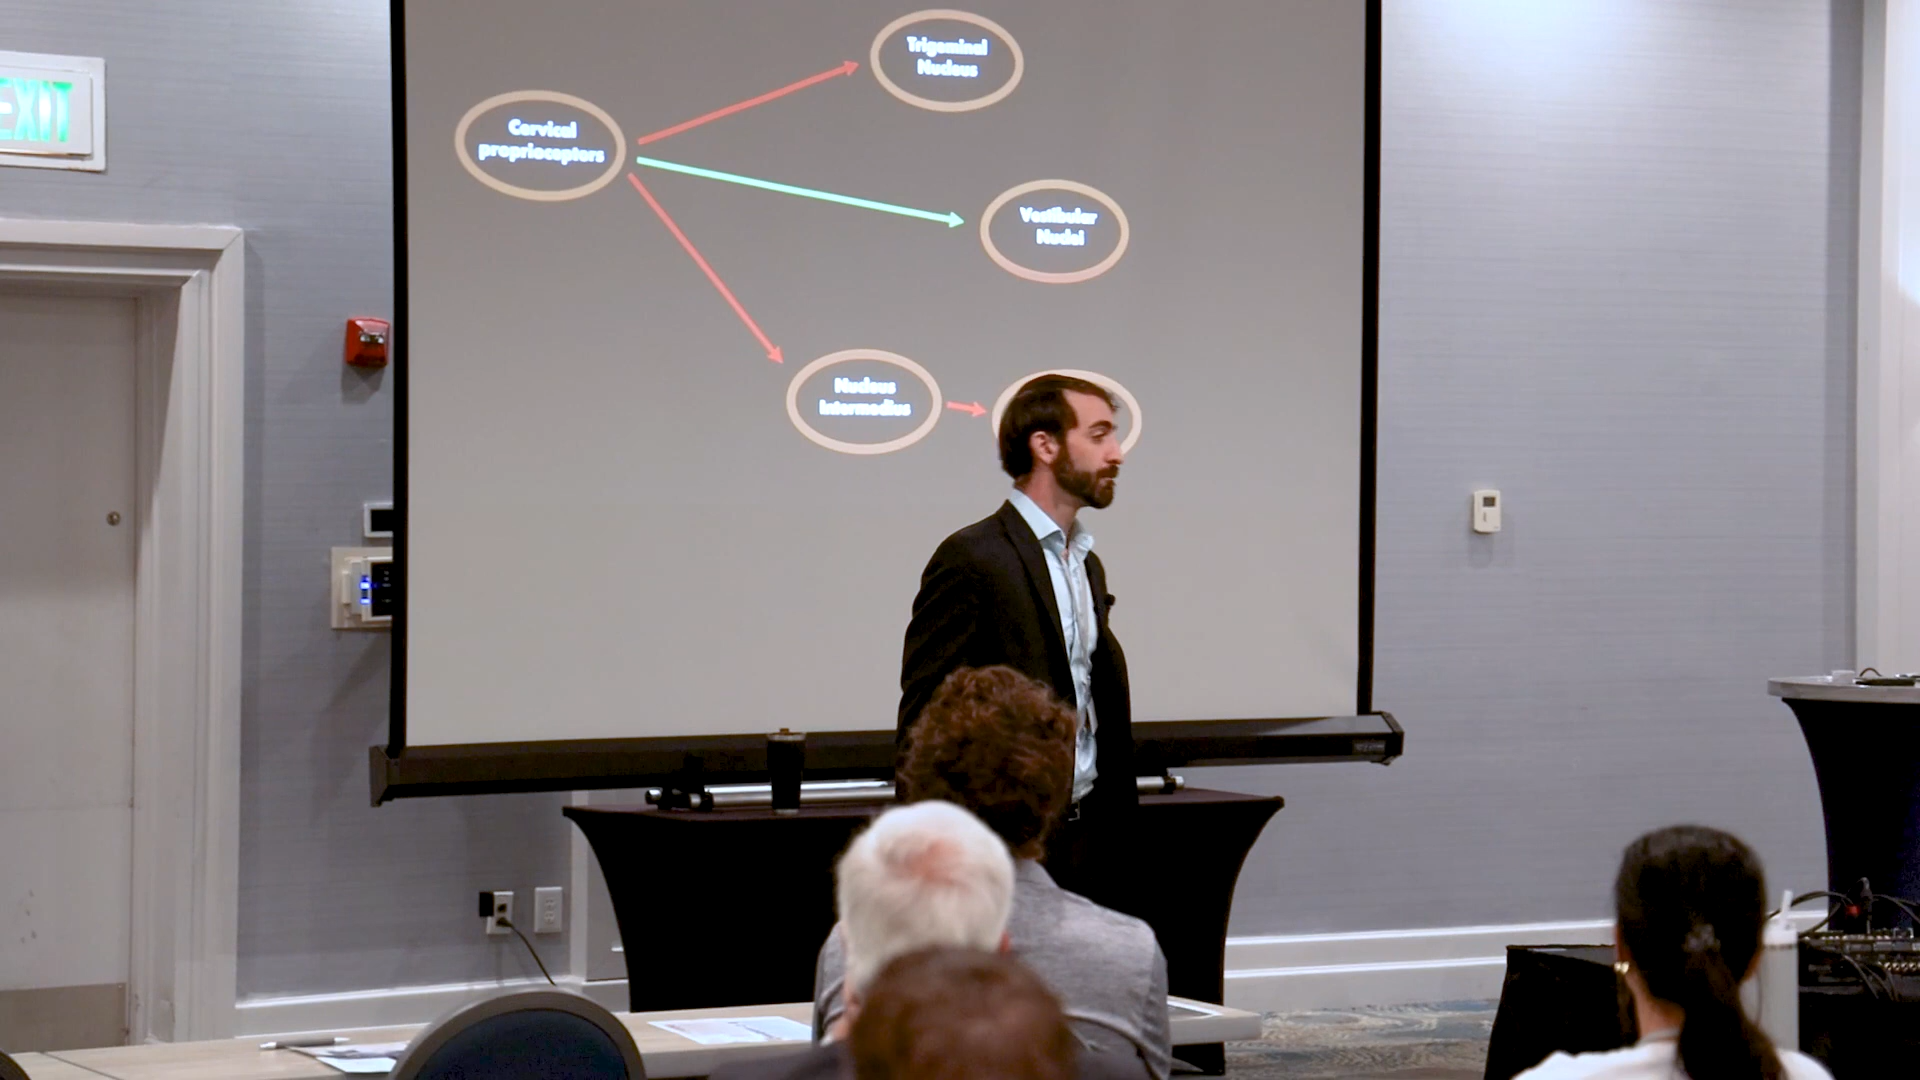 EXIT
Trigeminal
Nucleus
Cervical
proprioceptors
Vestibular
Nuclei
Nucleus
Intermedius